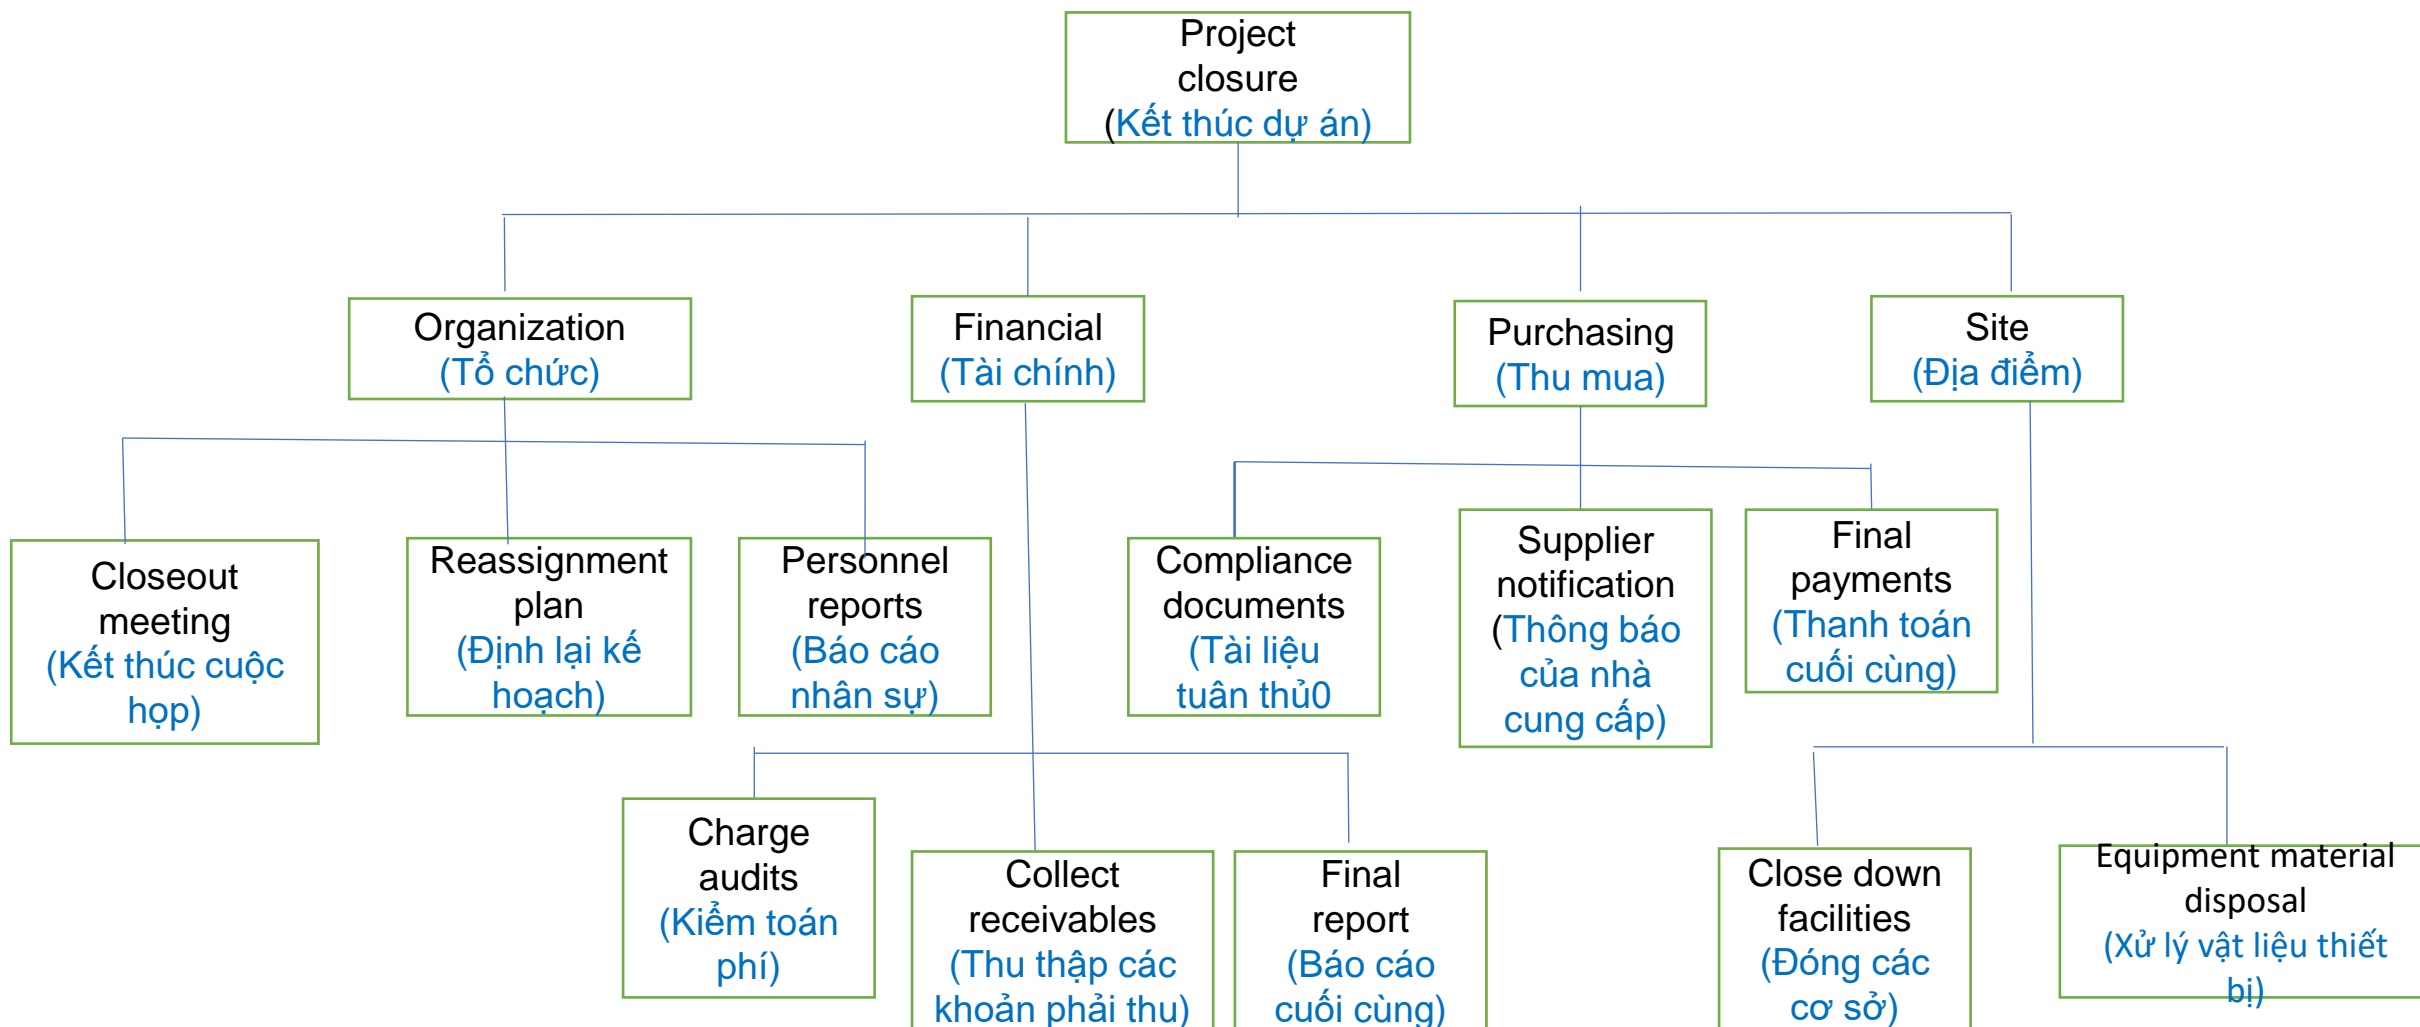 Project
closure
(Kết thúc dự án)
Organization
(Tổ chức)
Financial
(Tài chính)
Purchasing
(Thu mua)
Site
(Địa điểm)
Closeout
meeting
(Kết thúc cuộc
họp)
Reassignment
plan
(Định lại kế
hoạch)
Personnel
reports
(Báo cáo
nhân sự)
Compliance
documents
(Tài liệu
tuân thủ0
Supplier
notification
(Thông báo
của nhà
cung cấp)
Final
payments
(Thanh toán
cuối cùng)
Charge
audits
(Kiểm toán
phí)
Collect
receivables
(Thu thập các
khoản phải thu)
Final
report
(Báo cáo
cuối cùng)
Close down
facilities
(Đóng các
cơ sở)
Equipment material
disposal
(Xử lý vật liệu thiết
bị)